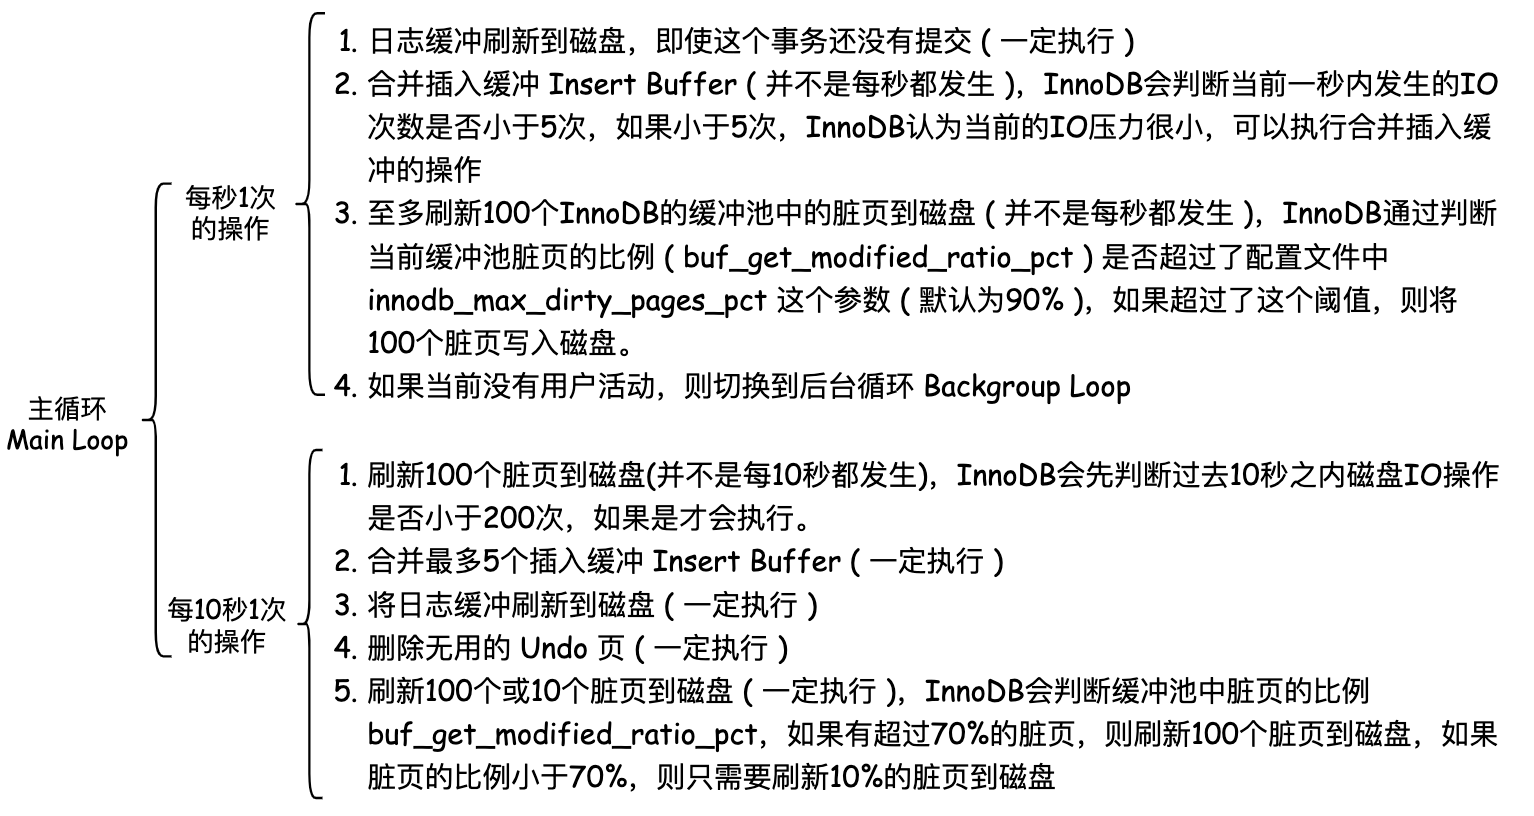 主循环
Main Loop
每秒1次
的操作
1. 日志缓冲刷新到磁盘，即使这个事务还没有提交 ( 一定执行 )
2. 合并插入缓冲 Insert Buffer ( 并不是每秒都发生 )，InnoDB会判断当前一秒内发生的IO
次数是否小于5次，如果小于5次，InnoDB认为当前的IO压力很小，可以执行合并插入缓
冲的操作
3. 至多刷新100个InnoDB的缓冲池中的脏页到磁盘 ( 并不是每秒都发生 )，InnoDB通过判断
当前缓冲池脏页的比例 ( buf_get_modified_ratio_pct ) 是否超过了配置文件中
innodb_max_dirty_pages_pct 这个参数 ( 默认为90% )，如果超过了这个阈值，则将
100个脏页写入磁盘。
4. 如果当前没有用户活动，则切换到后台循环 Backgroup Loop
每10秒1次
的操作
1. 刷新100个脏页到磁盘(并不是每10秒都发生)，InnoDB会先判断过去10秒之内磁盘IO操作
是否小于200次，如果是才会执行。
2. 合并最多5个插入缓冲 Insert Buffer ( 一定执行 )
3. 将日志缓冲刷新到磁盘 ( 一定执行 )
4. 删除无用的 Undo 页 ( 一定执行 )
5. 刷新100个或10个脏页到磁盘 ( 一定执行 )，InnoDB会判断缓冲池中脏页的比例
buf_get_modified_ratio_pct，如果有超过70%的脏页，则刷新100个脏页到磁盘，如果
脏页的比例小于70%，则只需要刷新10%的脏页到磁盘